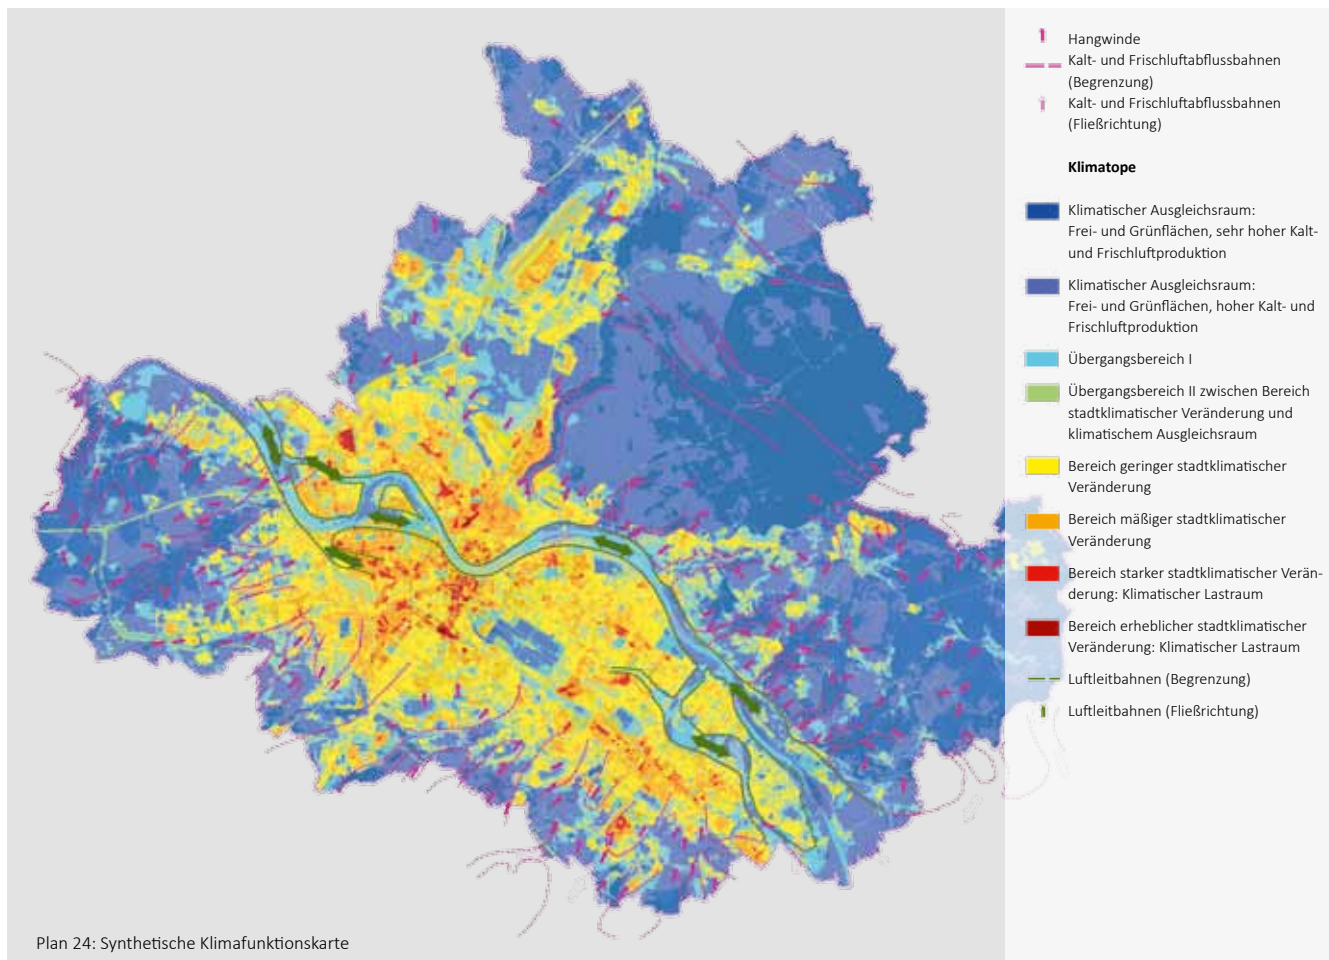 Hangwinde
Kalt- und Frischluftabflussbahnen
(Begrenzung)
Kalt- und Frischluftabflussbahnen
(Fließrichtung)
Klimatope
Klimatischer Ausgleichsraum:
Frei- und Grünflächen, sehr hoher Kalt-
und Frischluftproduktion
Klimatischer Ausgleichsraum:
Frei- und Grünflächen, hoher Kalt- und
Frischluftproduktion
Übergangsbereich I
Übergangsbereich II zwischen Bereich
stadtklimatischer Veränderung und
klimatischem Ausgleichsraum
Bereich geringer stadtklimatischer
Veränderung
Bereich mäßiger stadtklimatischer
Veränderung
Bereich starker stadtklimatischer Verän-
derung: Klimatischer Lastraum
Bereich erheblicher stadtklimatischer
Veränderung: Klimatischer Lastraum
Luftleitbahnen (Begrenzung)
Luftleitbahnen (Fließrichtung)
Plan 24: Synthetische Klimafunktionskarte